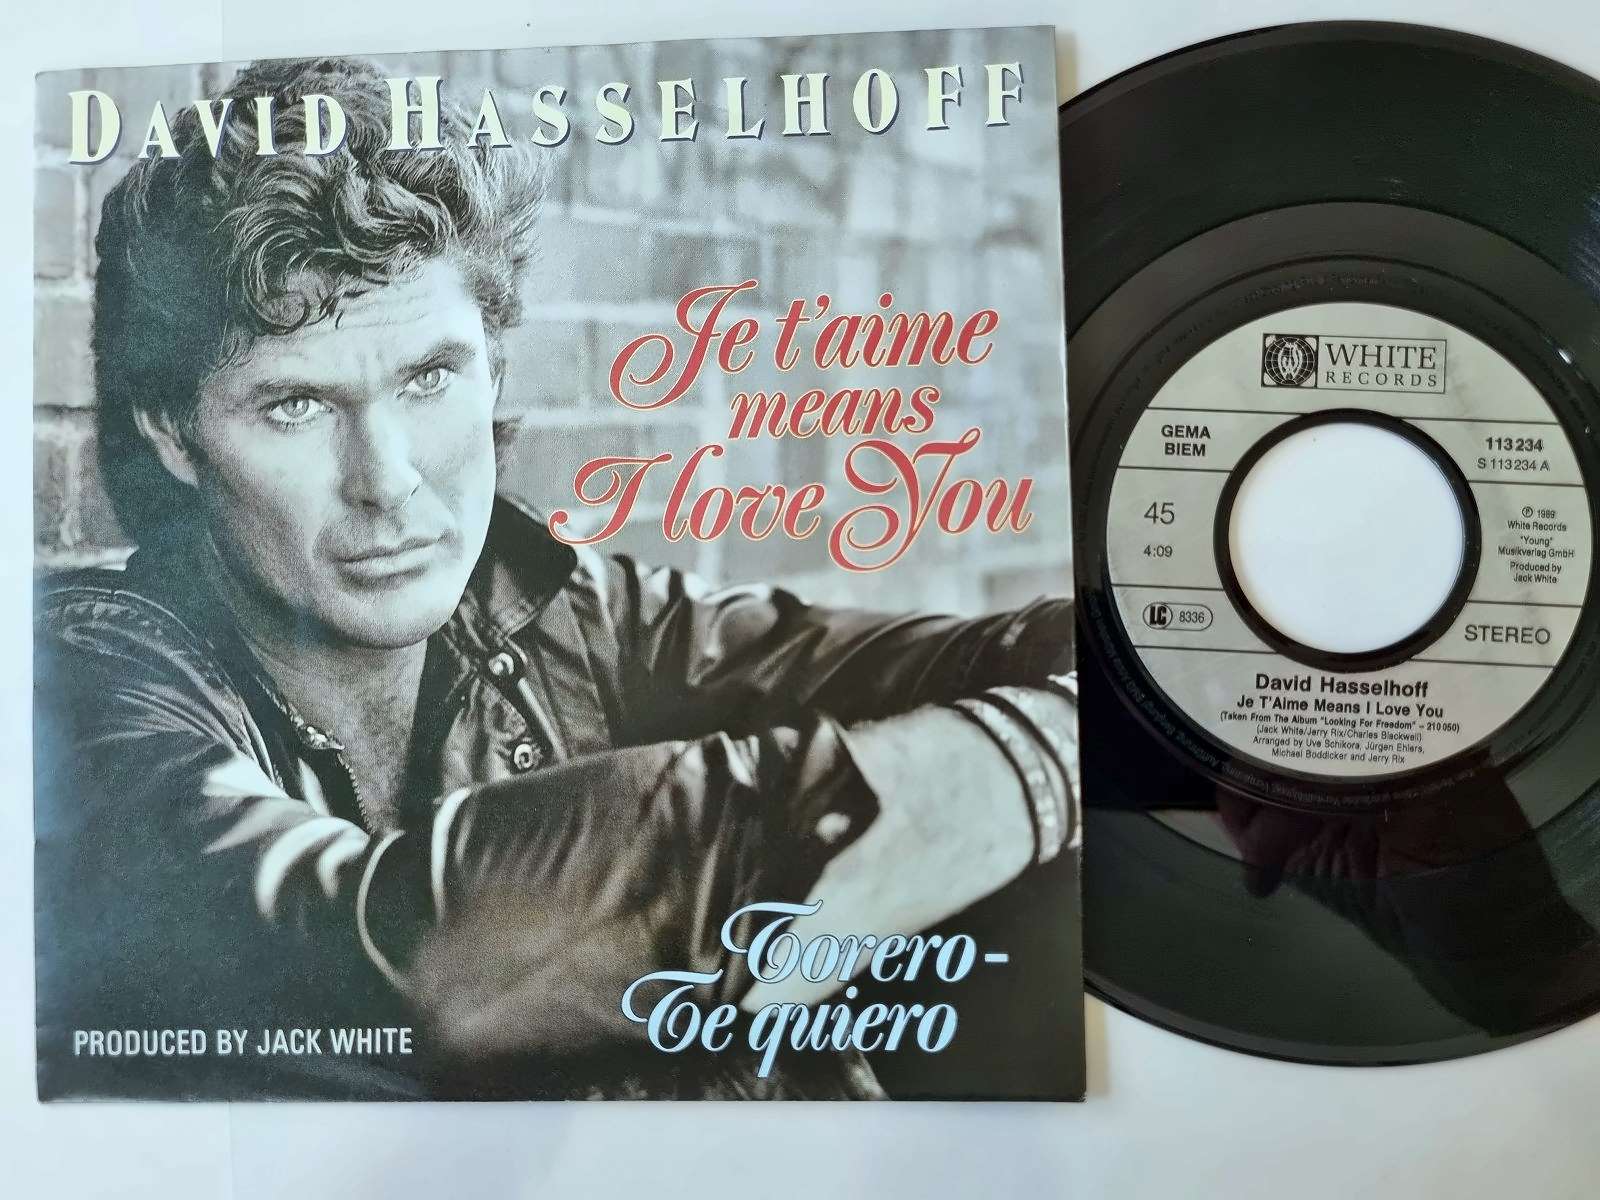 DAVID HASSELHOFF
Je t'aime
means
I love You
Torero-
Te quiero
PRODUCED BY JACK WHITE
WHITE
RECORDS
GEMA
BIEM
113 234
S 113 234 A
45
4:09
℗ 1989
White Records
"Young"
Musikverlag GmbH
Produced by
Jack White
LC 8336
STEREO
David Hasselhoff
Je T'Aime Means I Love You
(Taken From The Album "Looking For Freedom" – 210 050)
(Jack White/Jerry Rix/Charles Blackwell)
Arranged by Uve Schikora, Jürgen Ehlers,
Michael Boddicker and Jerry Rix